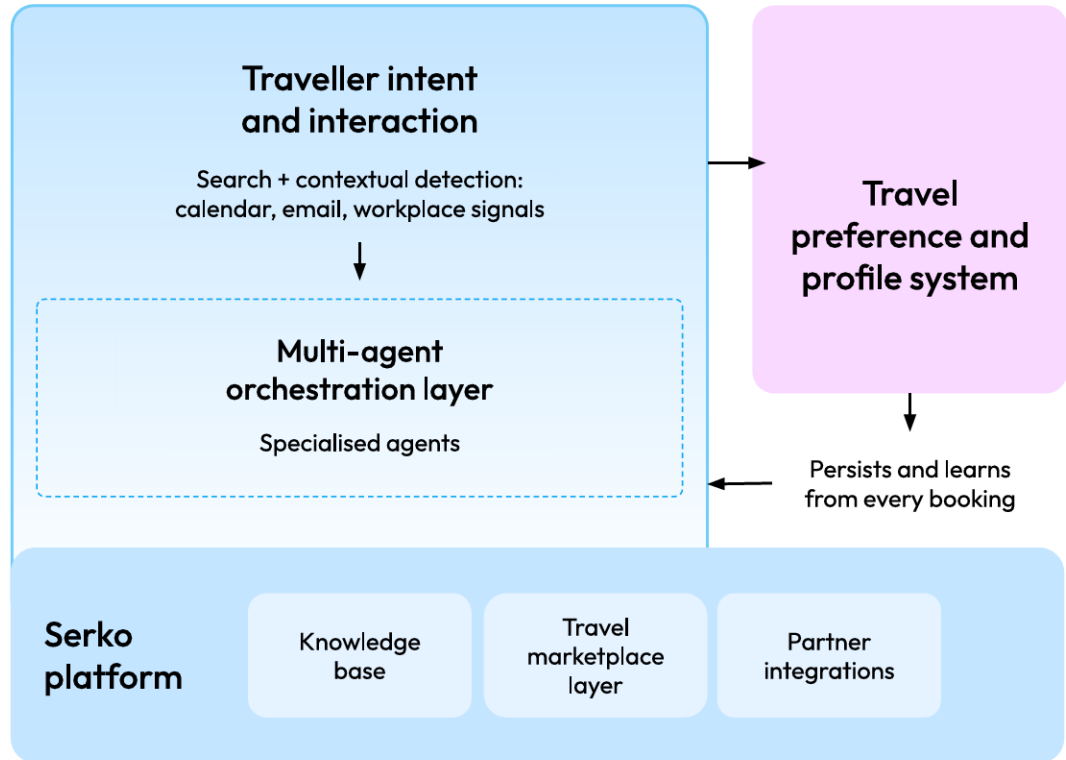 Traveller intent
and interaction
Search + contextual detection:
calendar, email, workplace signals
Multi-agent
orchestration layer
Specialised agents
Travel
preference and
profile system
Persists and learns
from every booking
Serko
platform
Knowledge
base
Travel
marketplace
layer
Partner
integrations